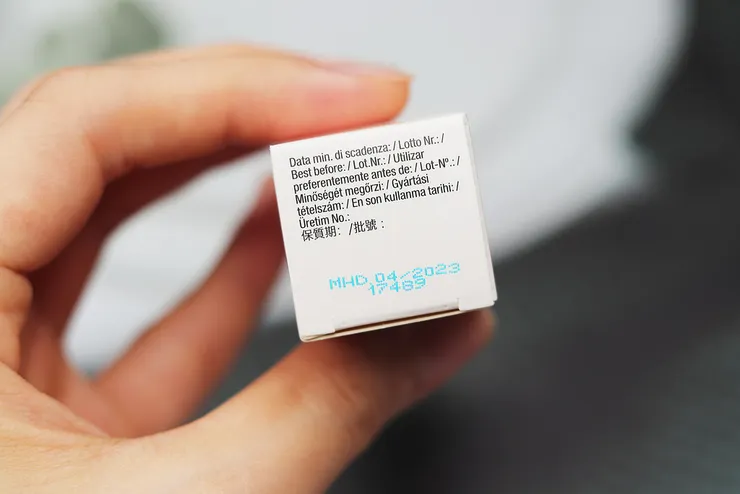 Data min. di scadenza: / Lotto Nr.: /
Best before: / Lot.Nr.: / Utilizar
preferentemente antes de: / Lot-Nº.: /
Minőségét megőrzi: / Gyártási
tételszám: / En son kullanma tarihi: /
Üretim No.:
保質期： /批號：
MHD 04/2023
17489